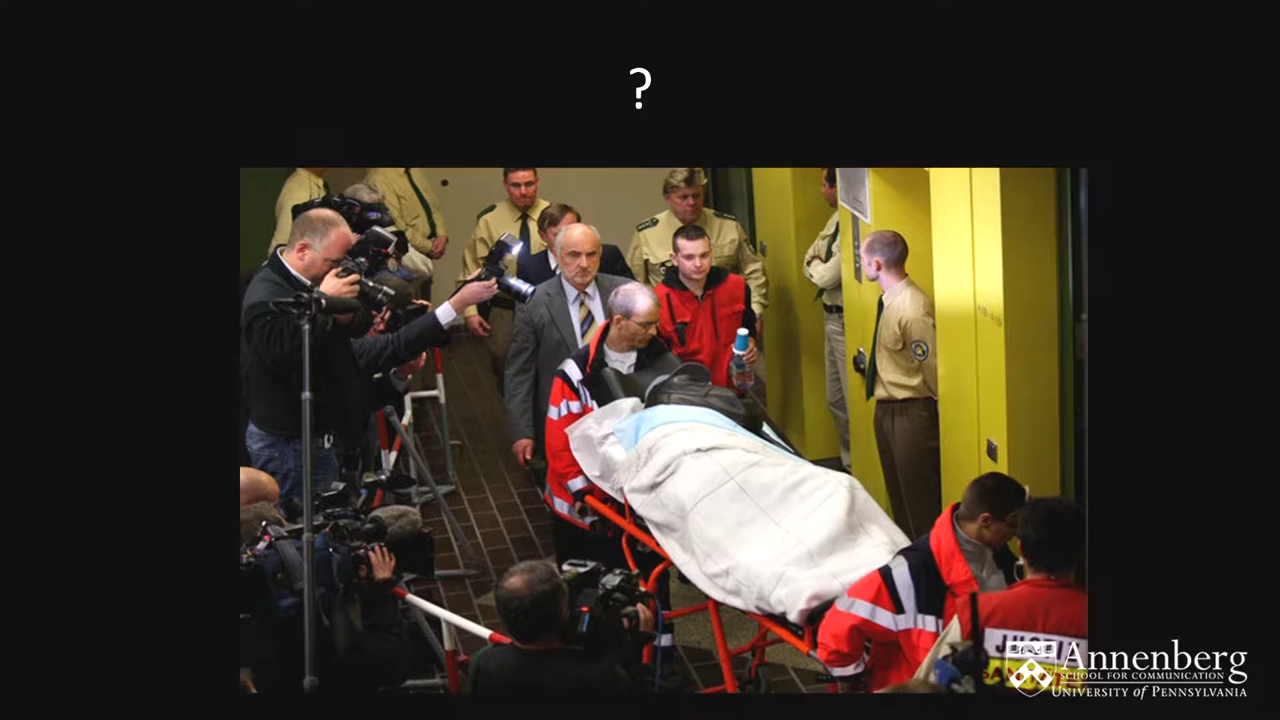 ?
Annenberg
SCHOOL FOR COMMUNICATION
UNIVERSITY of PENNSYLVANIA